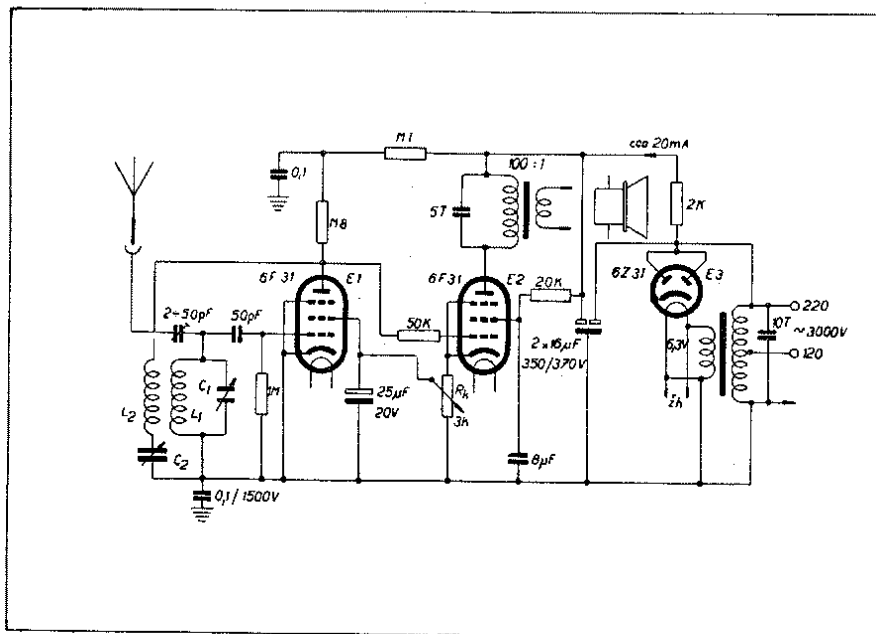 M1
cca 20mA
0,1
100 : 1
5T
2K
M8
6F31
E1
6F31
E2
6Z31
E3
20K
2÷50pF
50pF
50K
2×16µF
350/370V
6,3V
220
10T
~3000V
120
C1
L2
L1
1M
25µF
20V
Rk
3k
Žh
C2
8µF
0,1/1500V